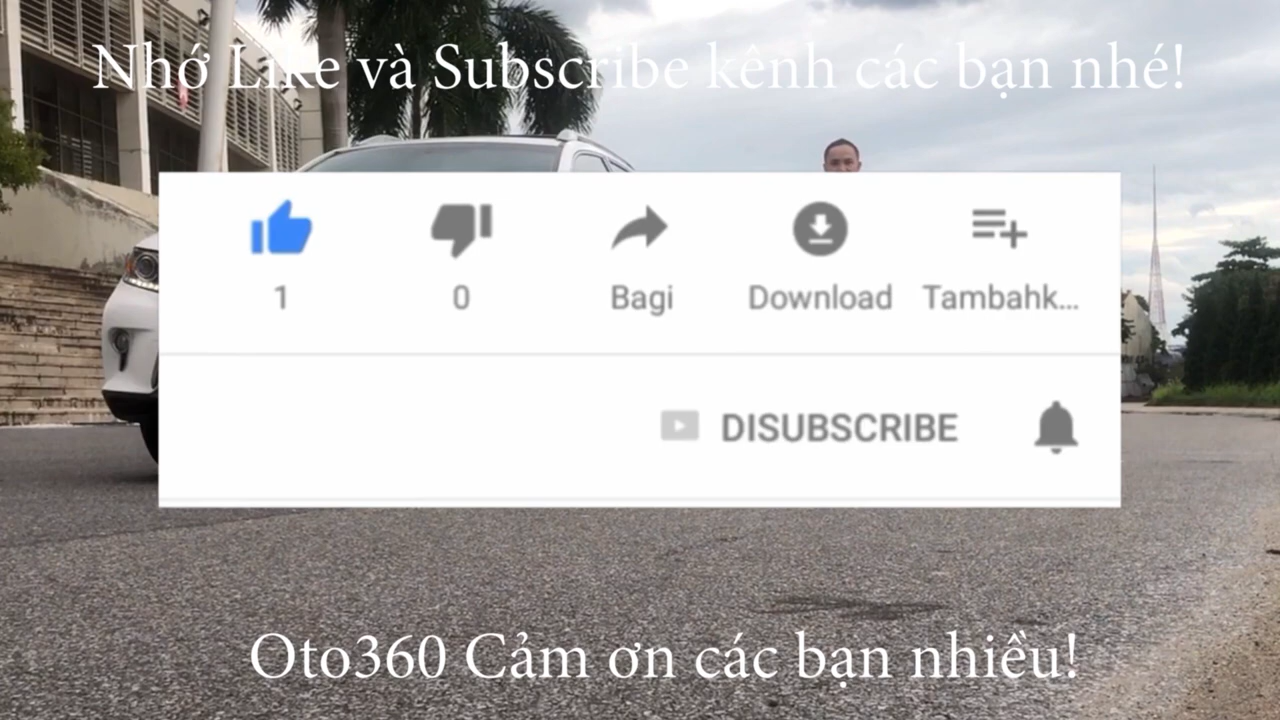 Nhớ Like và Subscribe kênh các bạn nhé!
1 0 Bagi Download Tambahk...
DISUBSCRIBE
Oto360 Cảm ơn các bạn nhiều!